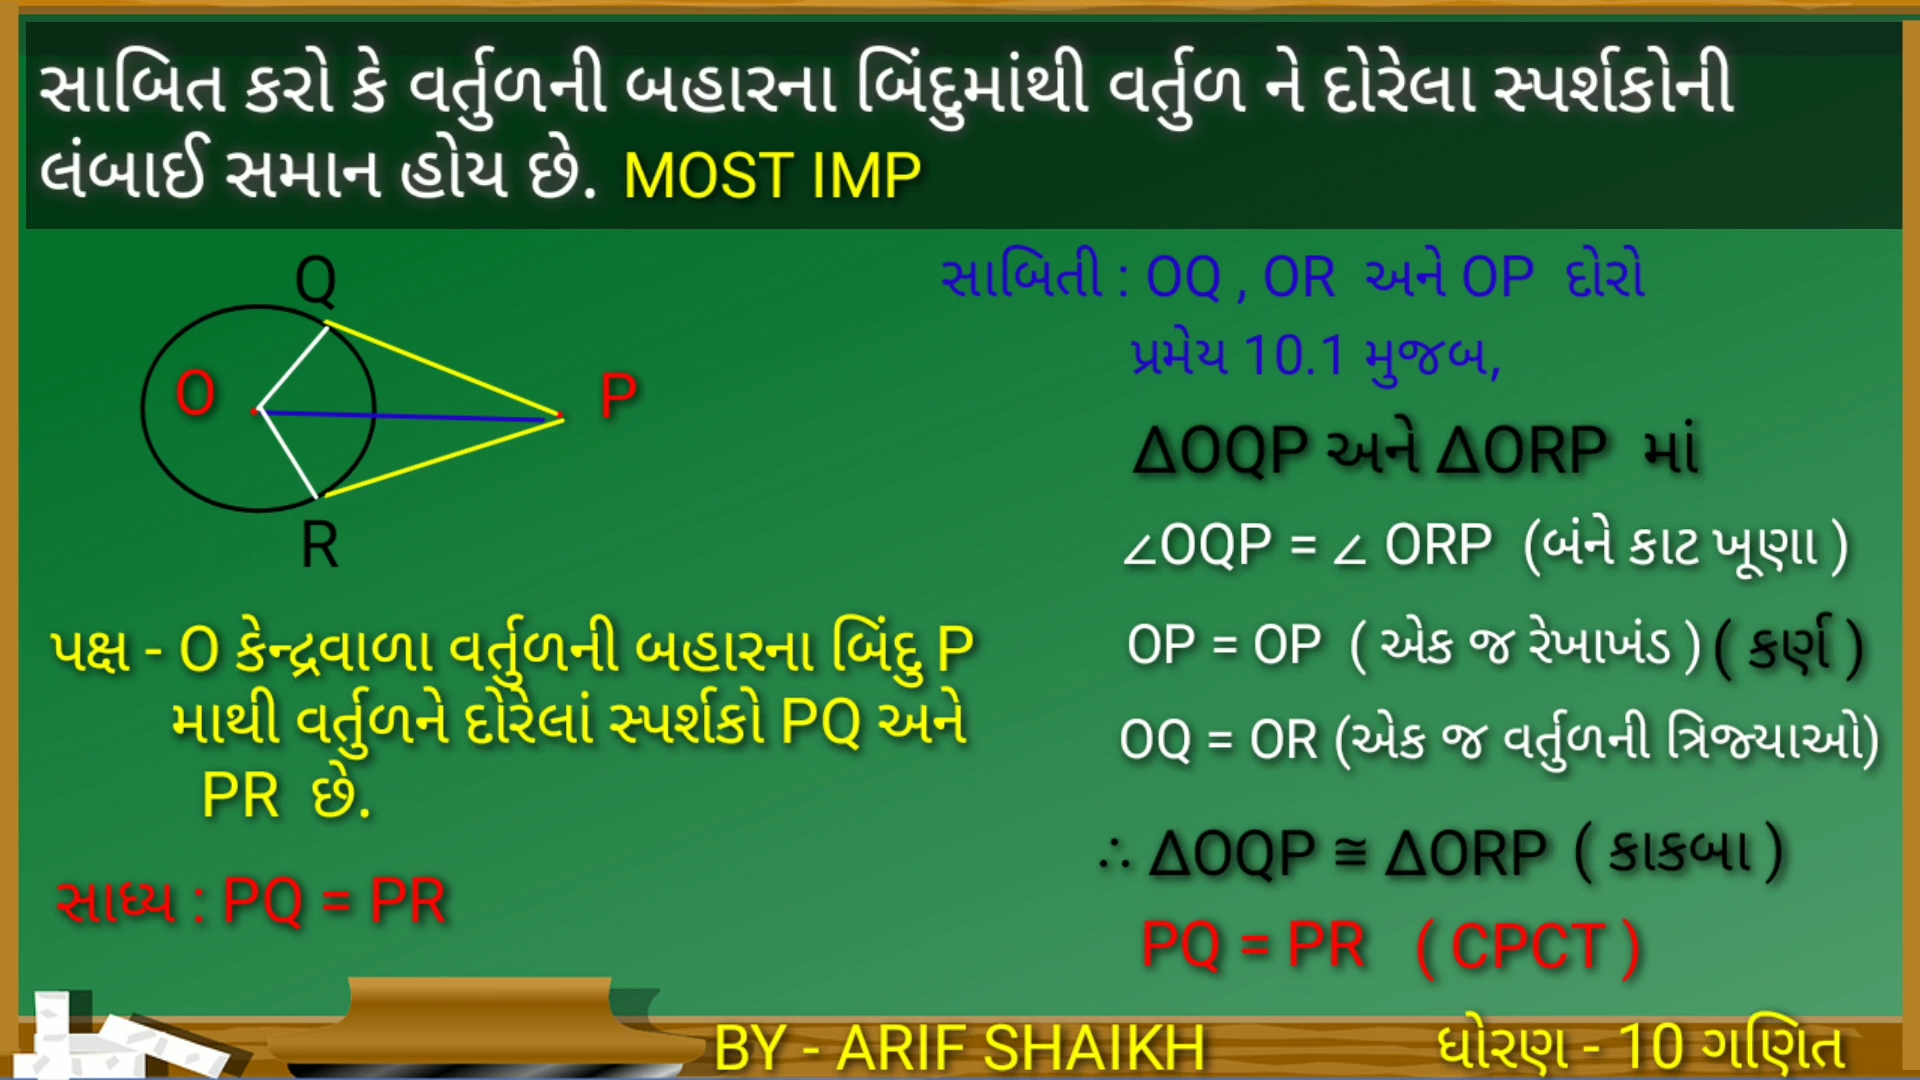 સાબિત કરો કે વર્તુળની બહારના બિંદુમાંથી વર્તુળ ને દોરેલા સ્પર્શકોની
લંબાઈ સમાન હોય છે. MOST IMP
Q
O
P
R
પક્ષ - O કેન્દ્રવાળા વર્તુળની બહારના બિંદુ P
માથી વર્તુળને દોરેલાં સ્પર્શકો PQ અને
PR છે.
સાધ્ય : PQ = PR
સાબિતી : OQ , OR અને OP દોરો
પ્રમેય 10.1 મુજબ,
ΔOQP અને ΔORP માં
∠OQP = ∠ ORP (બંને કાટ ખૂણા )
OP = OP ( એક જ રેખાખંડ ) ( કર્ણ )
OQ = OR (એક જ વર્તુળની ત્રિજ્યાઓ)
∴ ΔOQP ≅ ΔORP ( કાકબા )
PQ = PR ( CPCT )
BY - ARIF SHAIKH
ધોરણ - 10 ગણિત